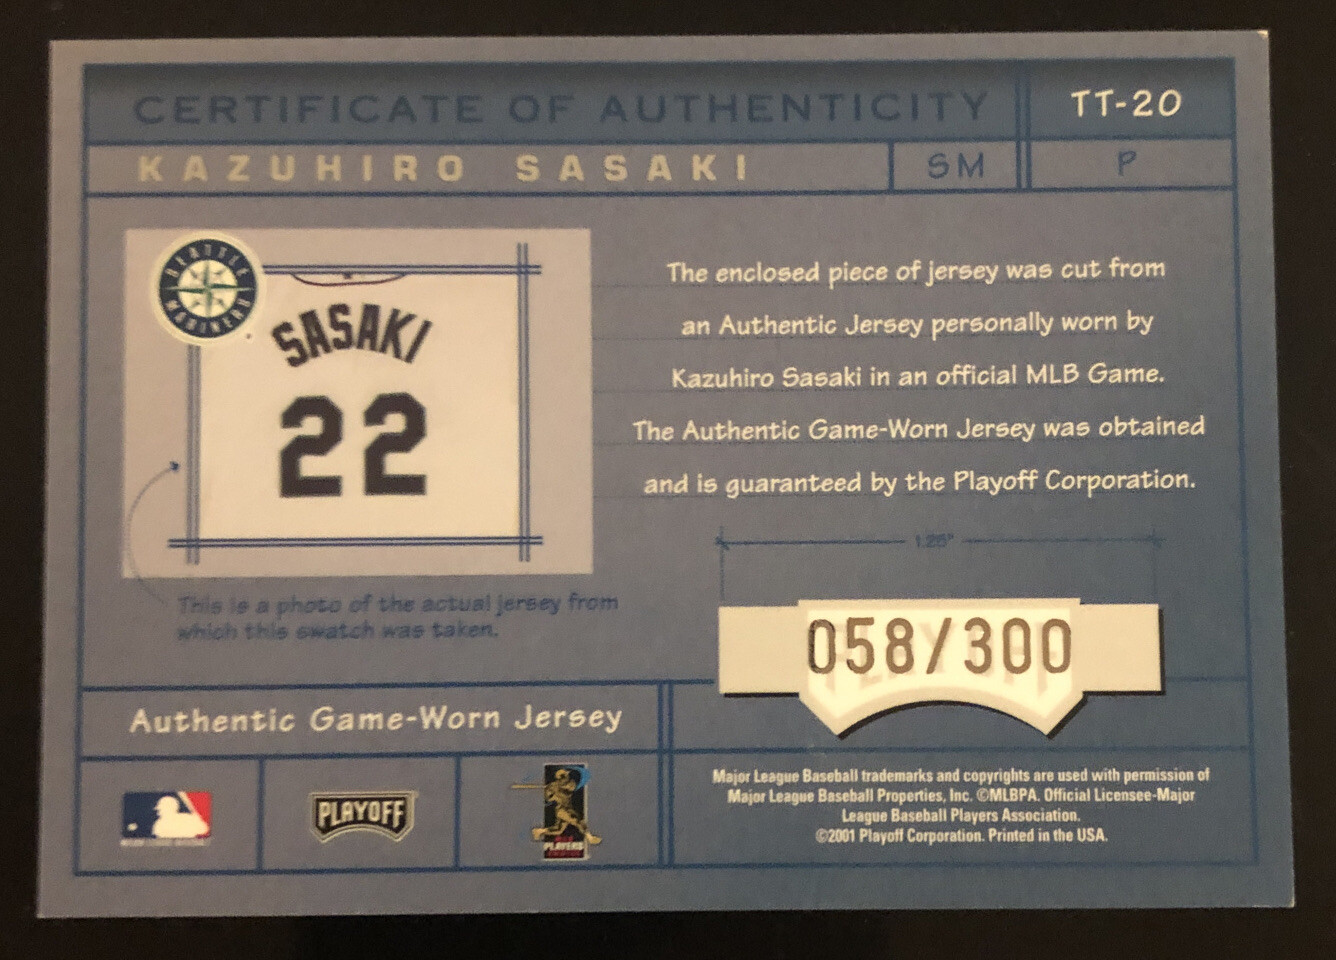 CERTIFICATE OF AUTHENTICITY
TT-20
KAZUHIRO SASAKI
SM
P
SEATTLE MARINERS
SASAKI
22
The enclosed piece of jersey was cut from
an Authentic Jersey personally worn by
Kazuhiro Sasaki in an official MLB Game.
The Authentic Game-Worn Jersey was obtained
and is guaranteed by the Playoff Corporation.
1.25"
This is a photo of the actual jersey from
which this swatch was taken.
058/300
Authentic Game-Worn Jersey
PLAYOFF
PLAYERS
Major League Baseball trademarks and copyrights are used with permission of
Major League Baseball Properties, Inc. ©MLBPA. Official Licensee-Major
League Baseball Players Association.
©2001 Playoff Corporation. Printed in the USA.